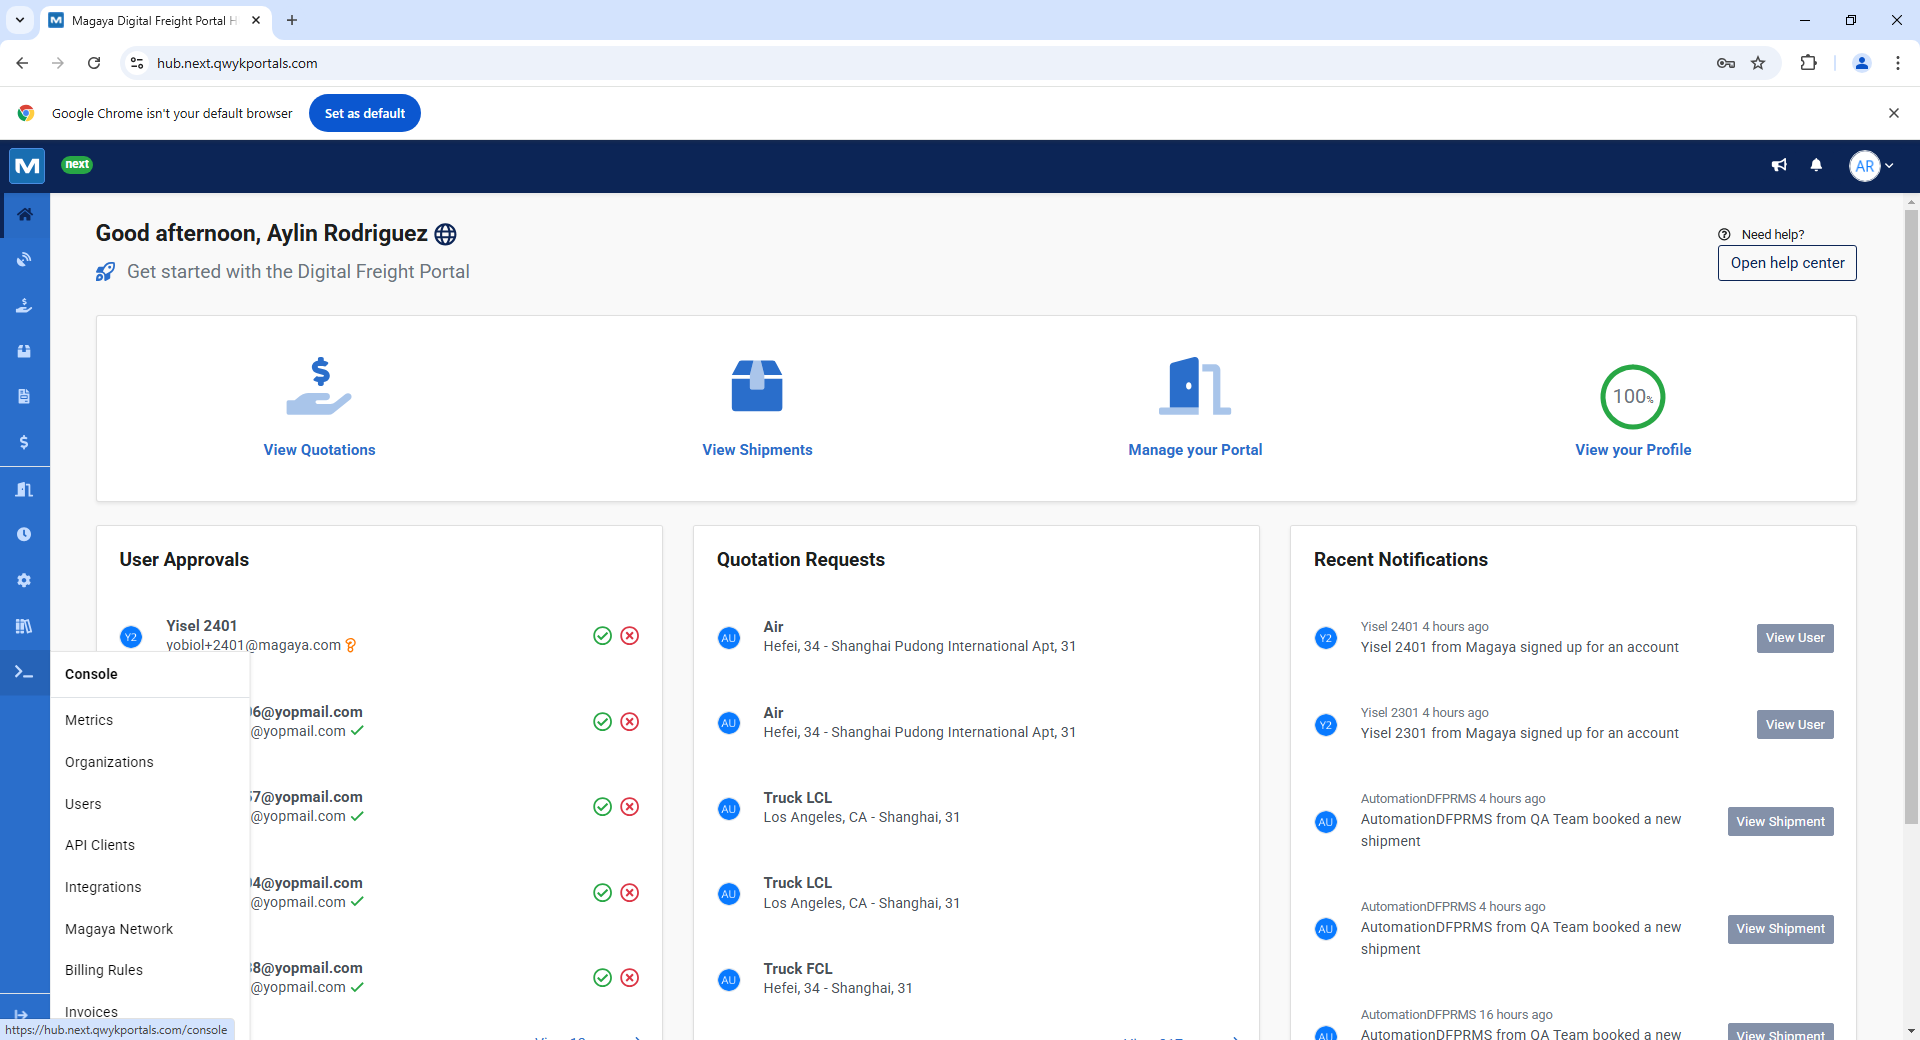 Magaya Digital Freight Portal H
hub.next.qwykportals.com
Google Chrome isn't your default browser
Set as default
next
AR
Good afternoon, Aylin Rodriguez
Get started with the Digital Freight Portal
Need help?
Open help center
View Quotations
View Shipments
Manage your Portal
100%
View your Profile
User Approvals
Y2
Yisel 2401
yobiol+2401@magaya.com
06@yopmail.com
@yopmail.com
57@yopmail.com
@yopmail.com
04@yopmail.com
@yopmail.com
38@yopmail.com
@yopmail.com
Console
Metrics
Organizations
Users
API Clients
Integrations
Magaya Network
Billing Rules
Invoices
https://hub.next.qwykportals.com/console
Quotation Requests
AU
Air
Hefei, 34 - Shanghai Pudong International Apt, 31
AU
Air
Hefei, 34 - Shanghai Pudong International Apt, 31
AU
Truck LCL
Los Angeles, CA - Shanghai, 31
AU
Truck LCL
Los Angeles, CA - Shanghai, 31
AU
Truck FCL
Hefei, 34 - Shanghai, 31
Recent Notifications
Y2
Yisel 2401 4 hours ago
Yisel 2401 from Magaya signed up for an account
View User
Y2
Yisel 2301 4 hours ago
Yisel 2301 from Magaya signed up for an account
View User
AU
AutomationDFPRMS 4 hours ago
AutomationDFPRMS from QA Team booked a new
shipment
View Shipment
AU
AutomationDFPRMS 4 hours ago
AutomationDFPRMS from QA Team booked a new
shipment
View Shipment
AU
AutomationDFPRMS 16 hours ago
AutomationDFPRMS from QA Team booked a new
View Shipment